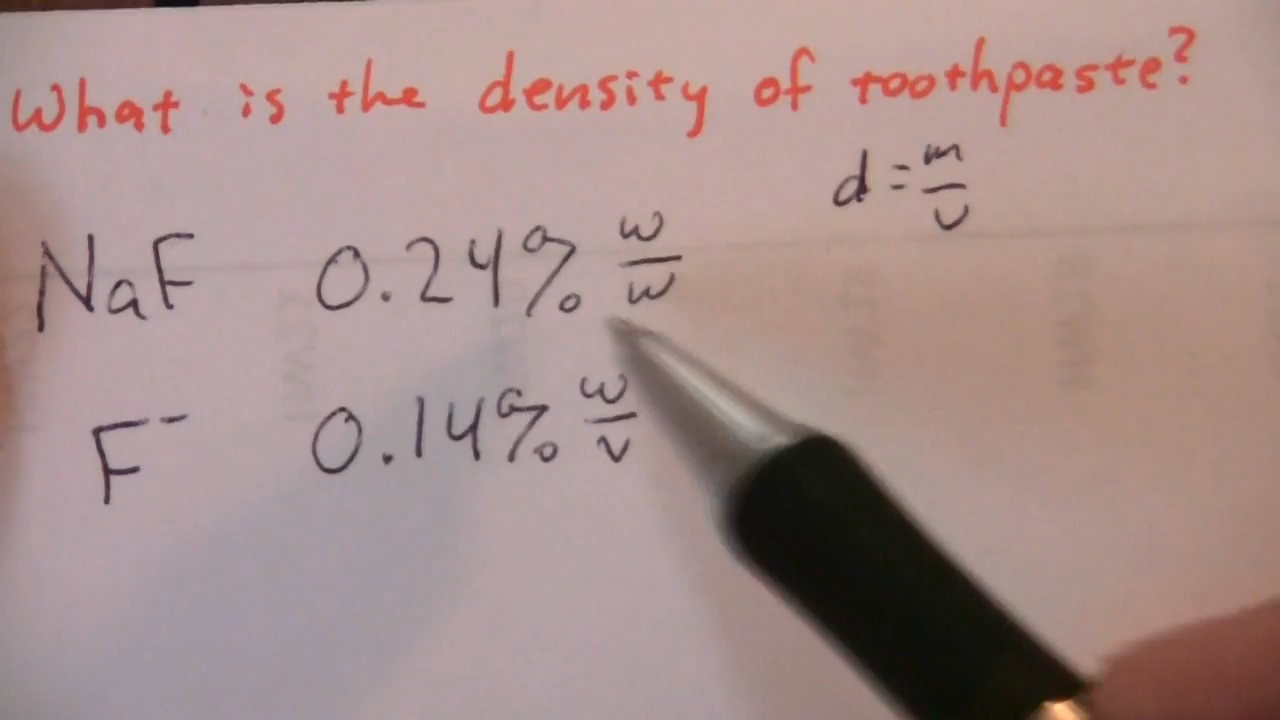 What is the density of toothpaste?
d = m/v
NaF 0.24% w/w
F⁻ 0.14% w/v